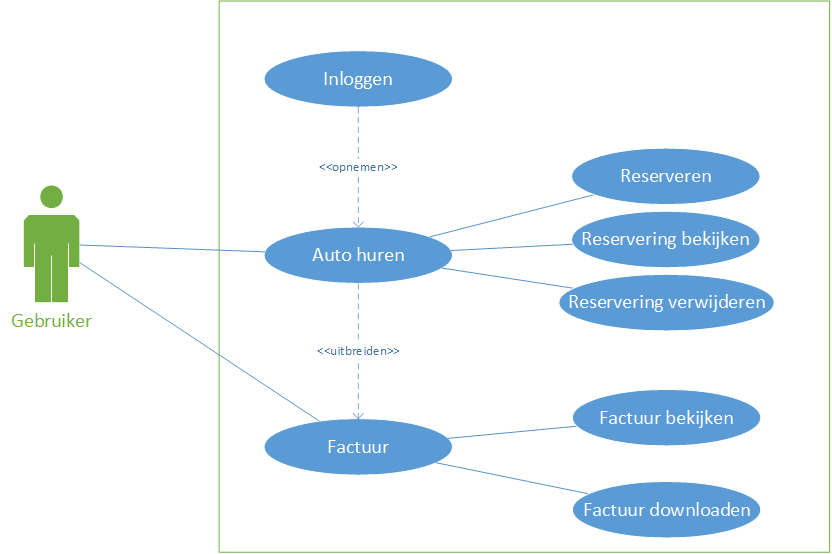 Inloggen
<<opnemen>>
Reserveren
Reservering bekijken
Auto huren
Reservering verwijderen
Gebruiker
<<uitbreiden>>
Factuur bekijken
Factuur
Factuur downloaden